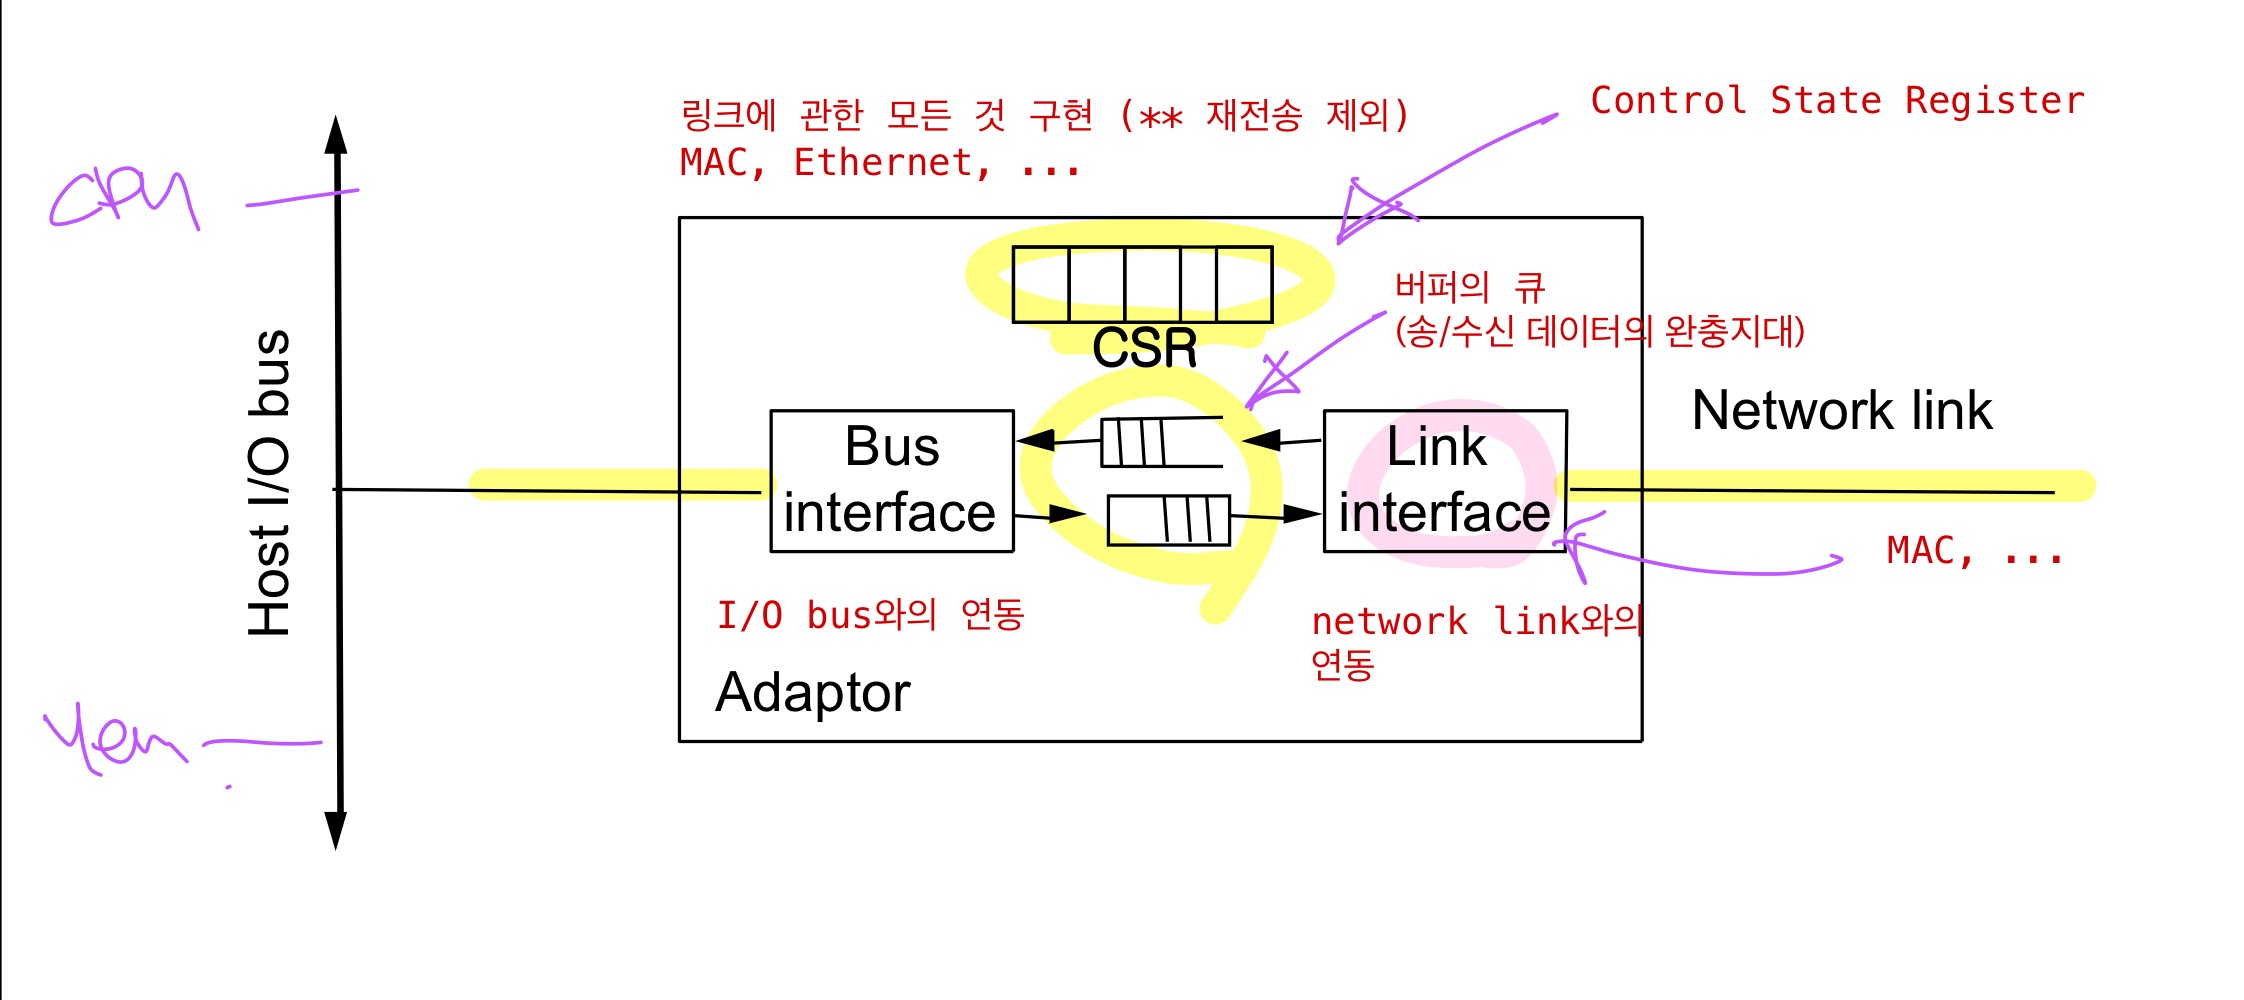 링크에 관한 모든 것 구현 (** 재전송 제외)
MAC, Ethernet, ...
Control State Register
CPU
버퍼의 큐
(송/수신 데이터의 완충지대)
CSR
Host I/O bus
Bus
interface
Link
interface
Network link
MAC, ...
I/O bus와의 연동
network link와의
연동
Adaptor